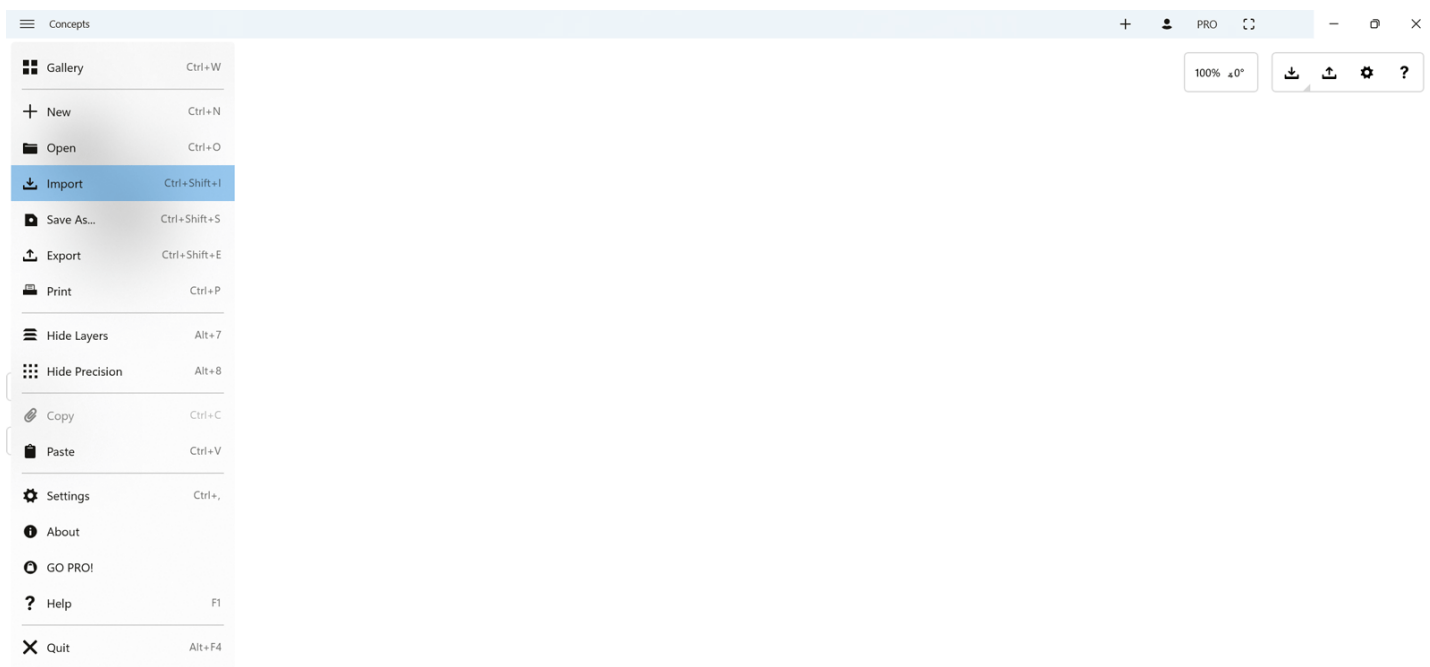 Concepts
PRO
100% ∡0°
?
Gallery Ctrl+W
New Ctrl+N
Open Ctrl+O
Import Ctrl+Shift+I
Save As... Ctrl+Shift+S
Export Ctrl+Shift+E
Print Ctrl+P
Hide Layers Alt+7
Hide Precision Alt+8
Copy Ctrl+C
Paste Ctrl+V
Settings Ctrl+,
About
GO PRO!
? Help F1
Quit Alt+F4